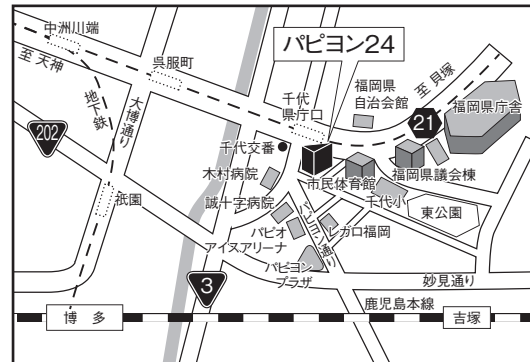 中洲川端
至 天神
呉服町
パピヨン24
地下鉄
大博通り
千代
県庁口
福岡県
自治会館
至 貝塚
福岡県庁舎
202
21
千代交番
木村病院
市民体育館
福岡県議会棟
千代小
誠十字病院
祇園
パピヨン通り
東公園
パピオ
アイスアリーナ
レガロ福岡
パピヨン
プラザ
3
妙見通り
鹿児島本線
博多
吉塚